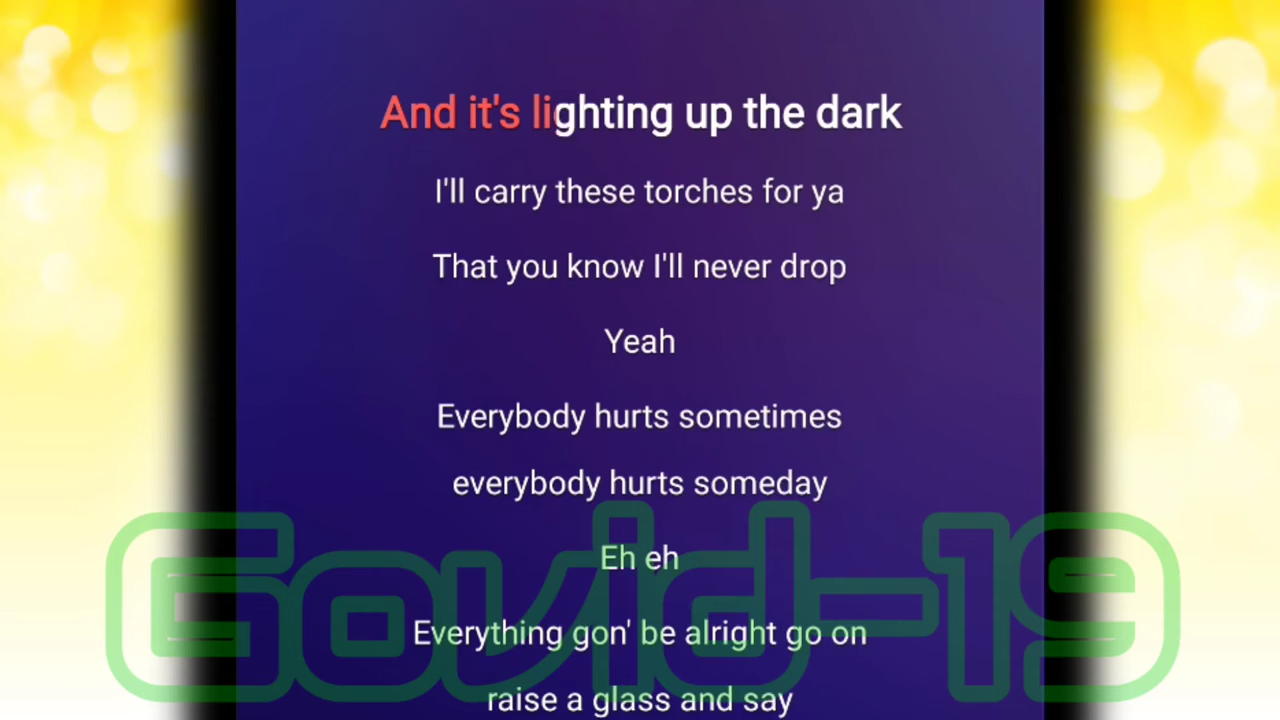 And it's lighting up the dark
I'll carry these torches for ya
That you know I'll never drop
Yeah
Everybody hurts sometimes
everybody hurts someday
Eh eh
Govid-19
Everything gon' be alright go on
raise a glass and say